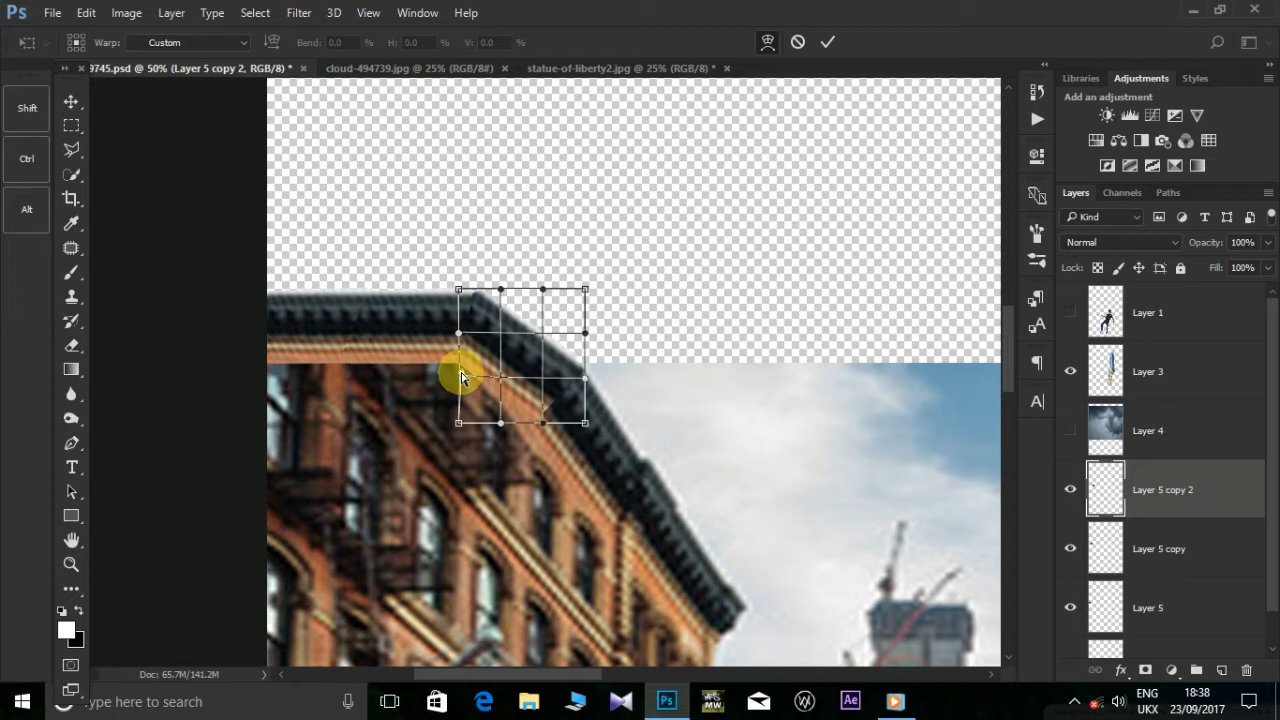 Ps File Edit Image Layer Type Select Filter 3D View Window Help
Warp: Custom Bend: 0.0 % H: 0.0 % V: 0.0 %
9745.psd @ 50% (Layer 5 copy 2, RGB/8) * × cloud-494739.jpg @ 25% (RGB/8#) × statue-of-liberty2.jpg @ 25% (RGB/8) * ×
Libraries Adjustments Styles
Add an adjustment
Shift
Ctrl
Alt
Layers Channels Paths
Kind
Normal Opacity: 100%
Lock: Fill: 100%
Layer 1
Layer 3
Layer 4
Layer 5 copy 2
Layer 5 copy
Layer 5
Doc: 65.7M/141.2M
type here to search
Ps MW Ae
ENG
UKX
18:38
23/09/2017